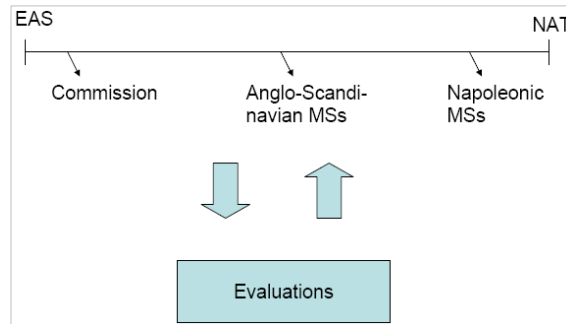 EAS
NAT
Commission
Anglo-Scandi-
navian MSs
Napoleonic
MSs
Evaluations